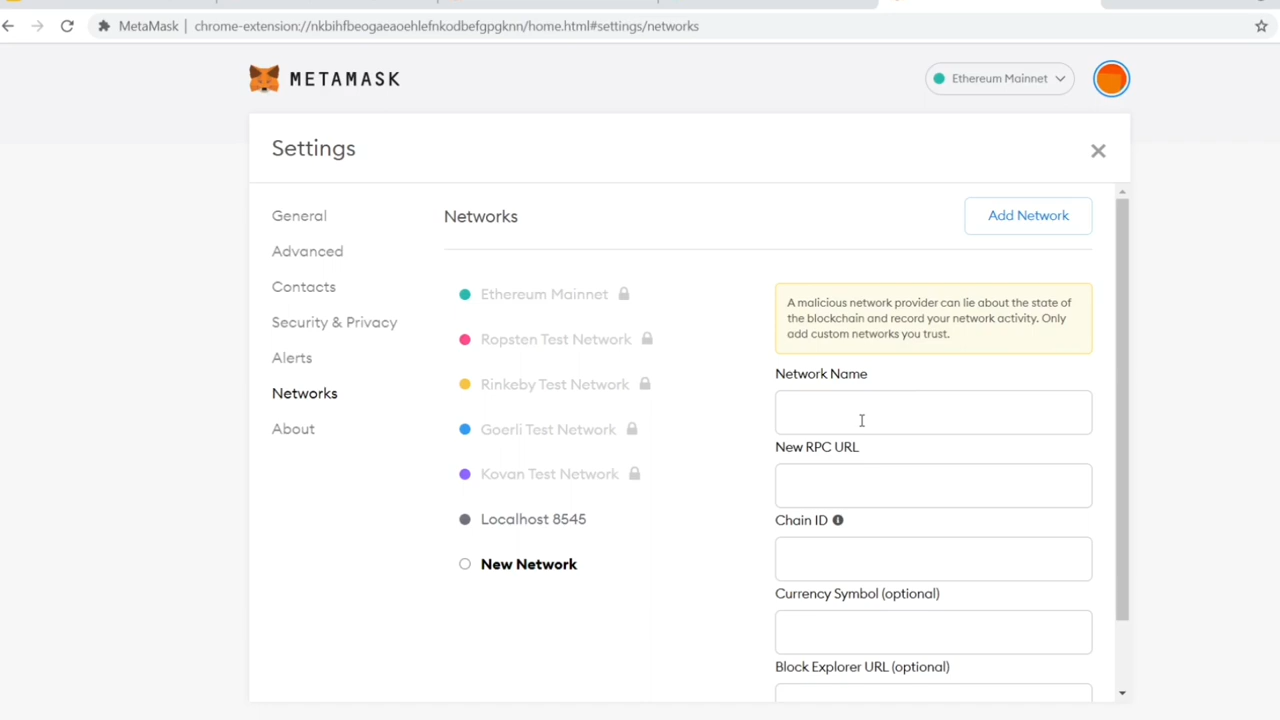 MetaMask
chrome-extension://nkbihfbeogaeaoehlefnkodbefgpgknn/home.html#settings/networks
METAMASK
Ethereum Mainnet
Settings
General
Advanced
Contacts
Security & Privacy
Alerts
Networks
About
Networks
Add Network
Ethereum Mainnet
Ropsten Test Network
Rinkeby Test Network
Goerli Test Network
Kovan Test Network
Localhost 8545
New Network
A malicious network provider can lie about the state of
the blockchain and record your network activity. Only
add custom networks you trust.
Network Name
New RPC URL
Chain ID
Currency Symbol (optional)
Block Explorer URL (optional)